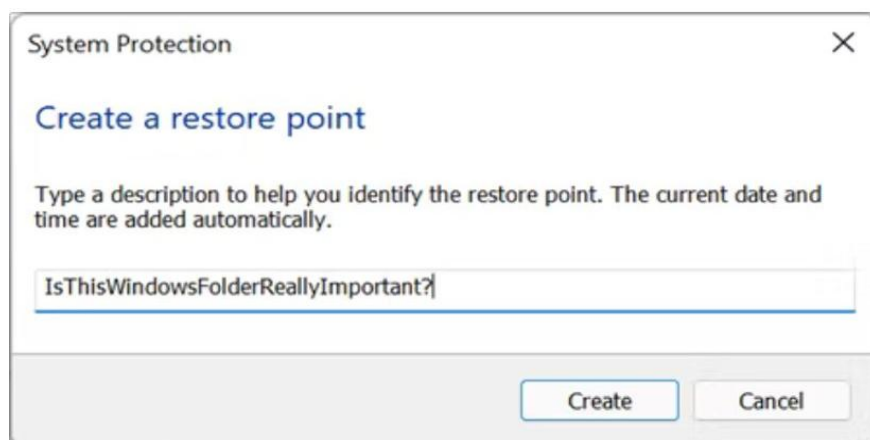 System Protection
Create a restore point
Type a description to help you identify the restore point. The current date and
time are added automatically.
IsThisWindowsFolderReallyImportant?
Create
Cancel